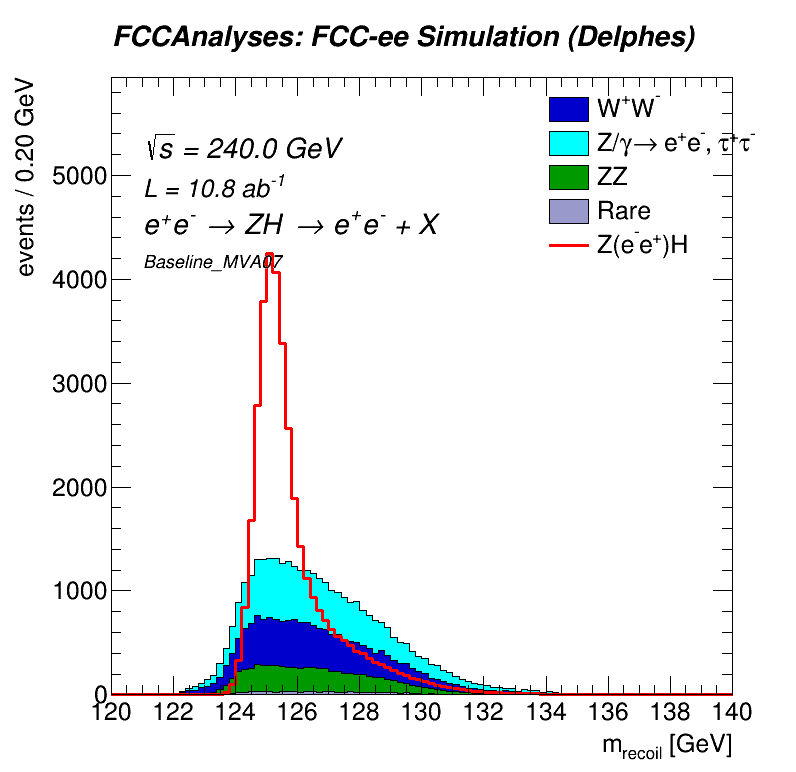 FCCAnalyses: FCC-ee Simulation (Delphes)
events / 0.20 GeV
√s = 240.0 GeV
L = 10.8 ab⁻¹
e⁺e⁻ → ZH → e⁺e⁻ + X
Baseline_MVA07
W⁺W⁻
Z/γ→ e⁺e⁻, τ⁺τ⁻
ZZ
Rare
Z(e⁻e⁺)H
5000
4000
3000
2000
1000
0
120 122 124 126 128 130 132 134 136 138 140
m_recoil [GeV]